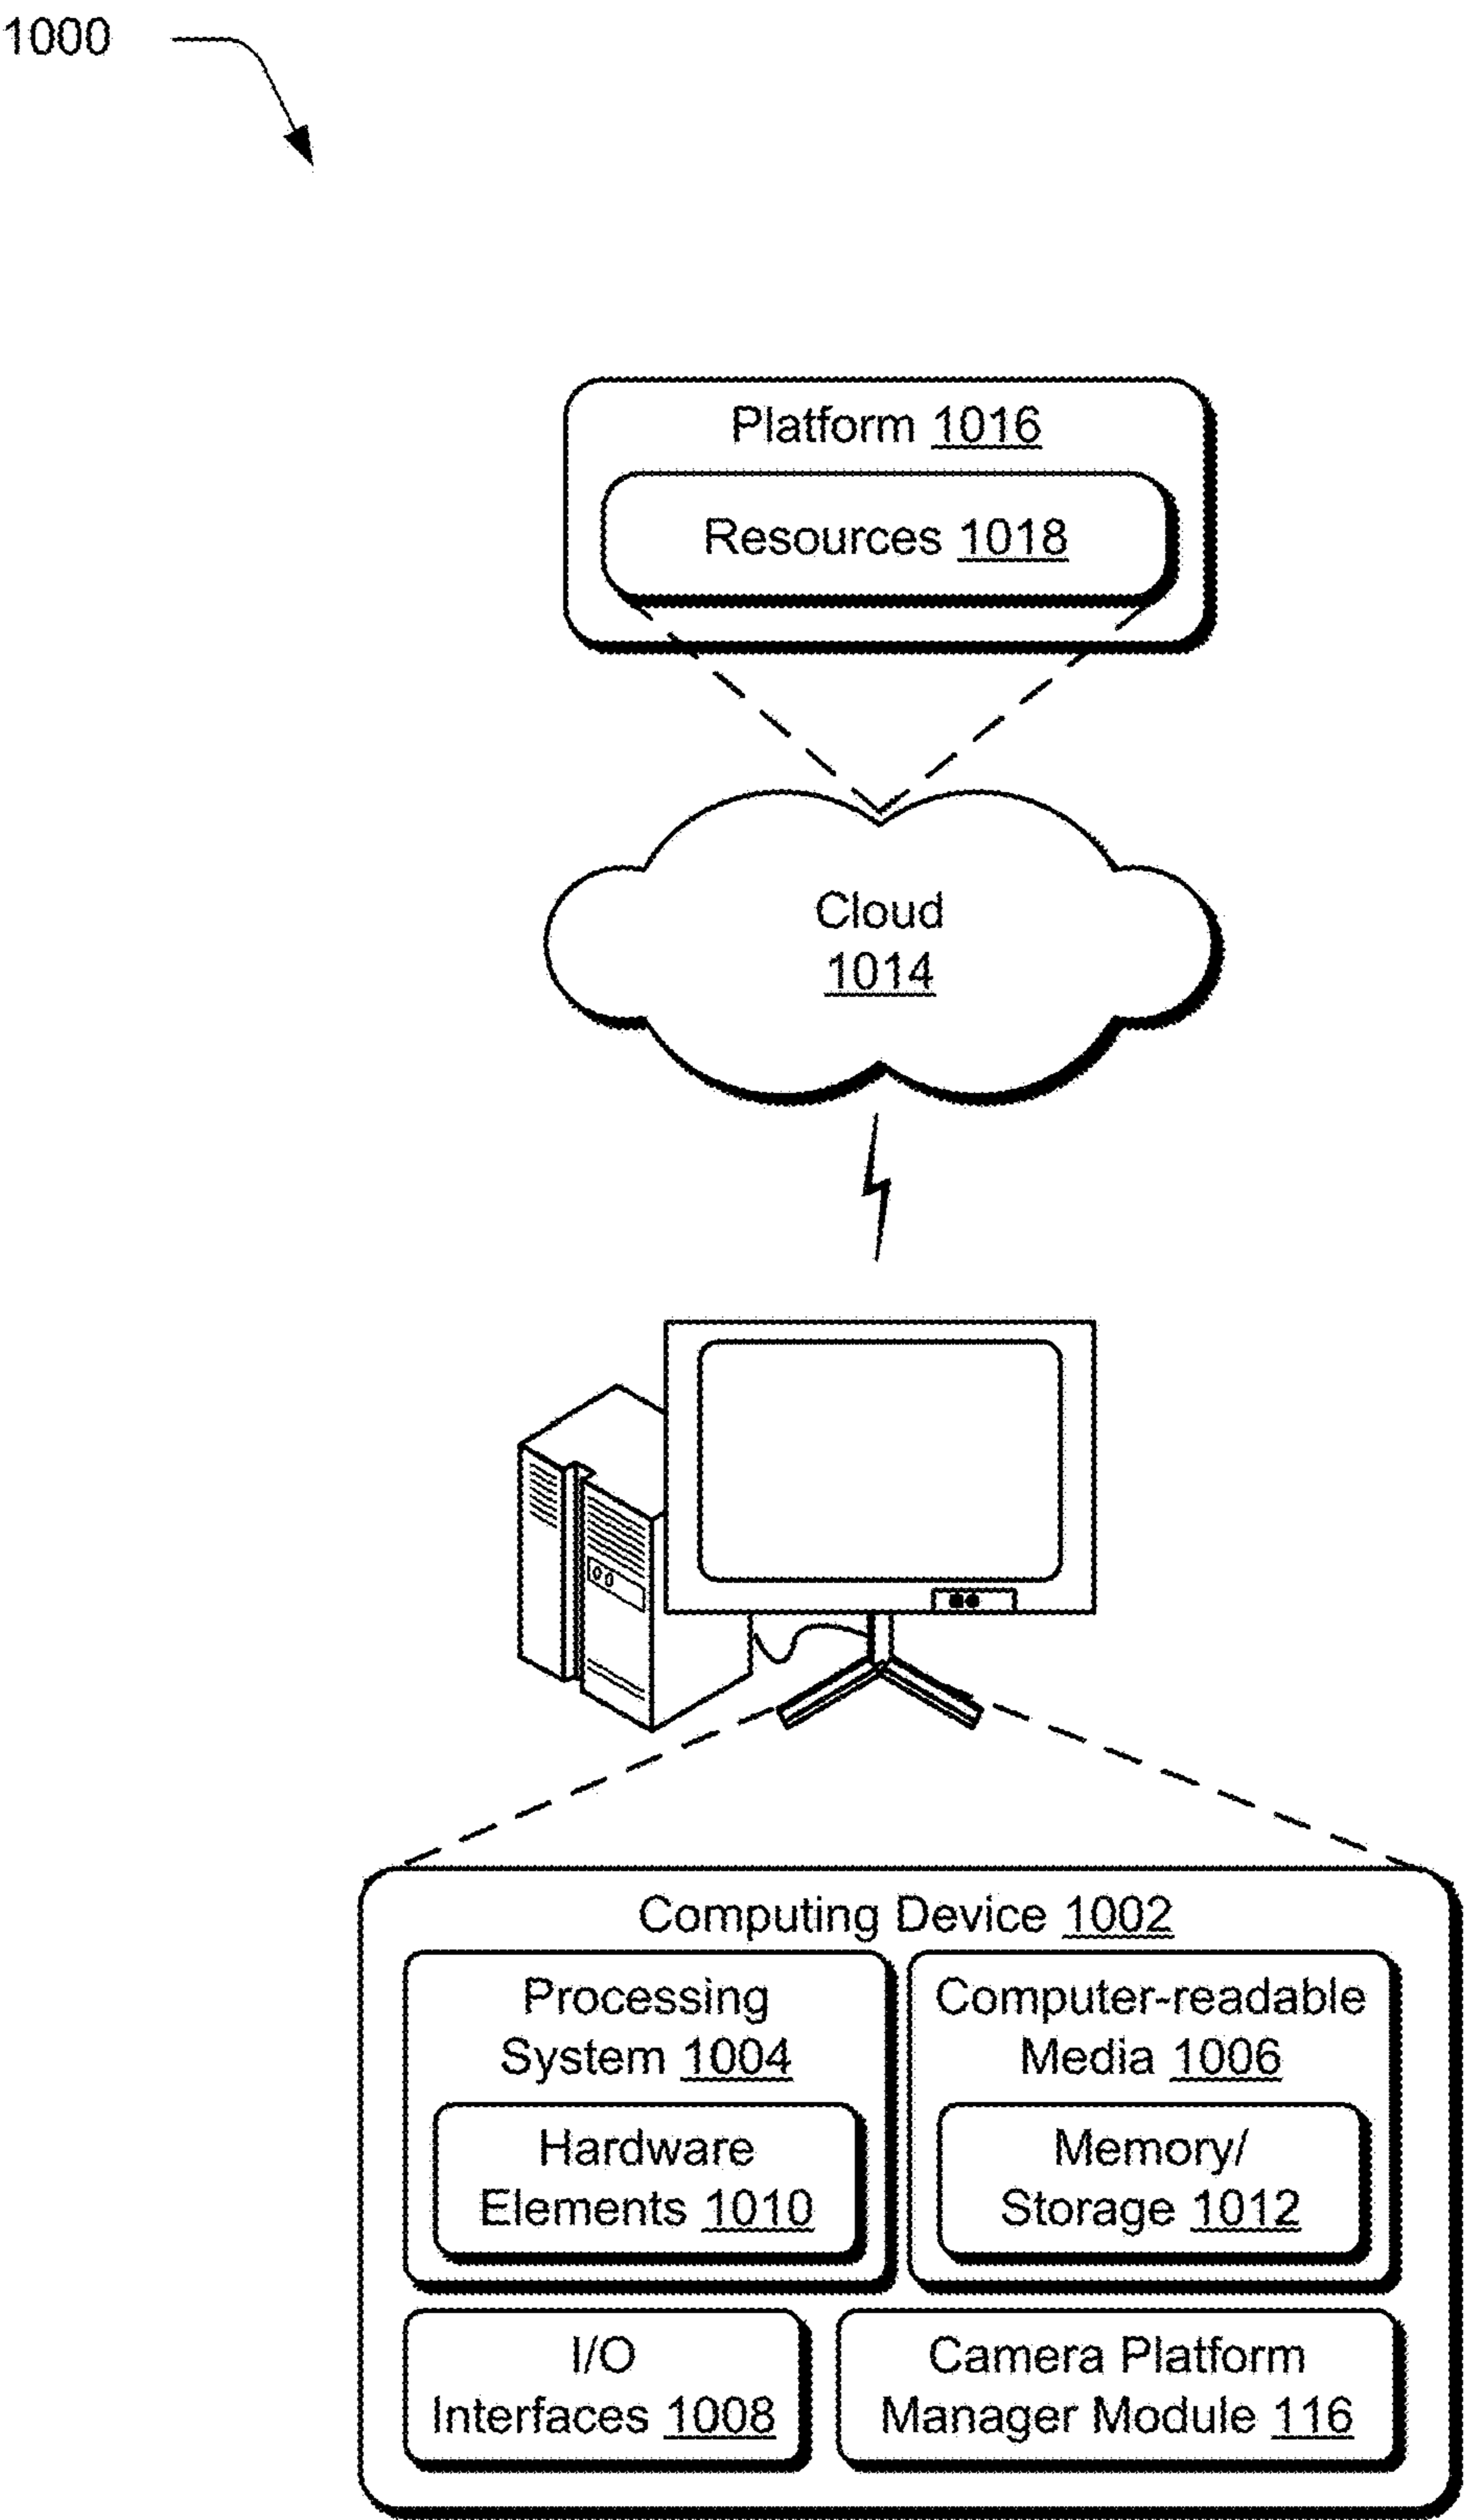 1000
Platform 1016
Resources 1018
Cloud
1014
Computing Device 1002
Processing
System 1004
Hardware
Elements 1010
Computer-readable
Media 1006
Memory/
Storage 1012
I/O
Interfaces 1008
Camera Platform
Manager Module 116